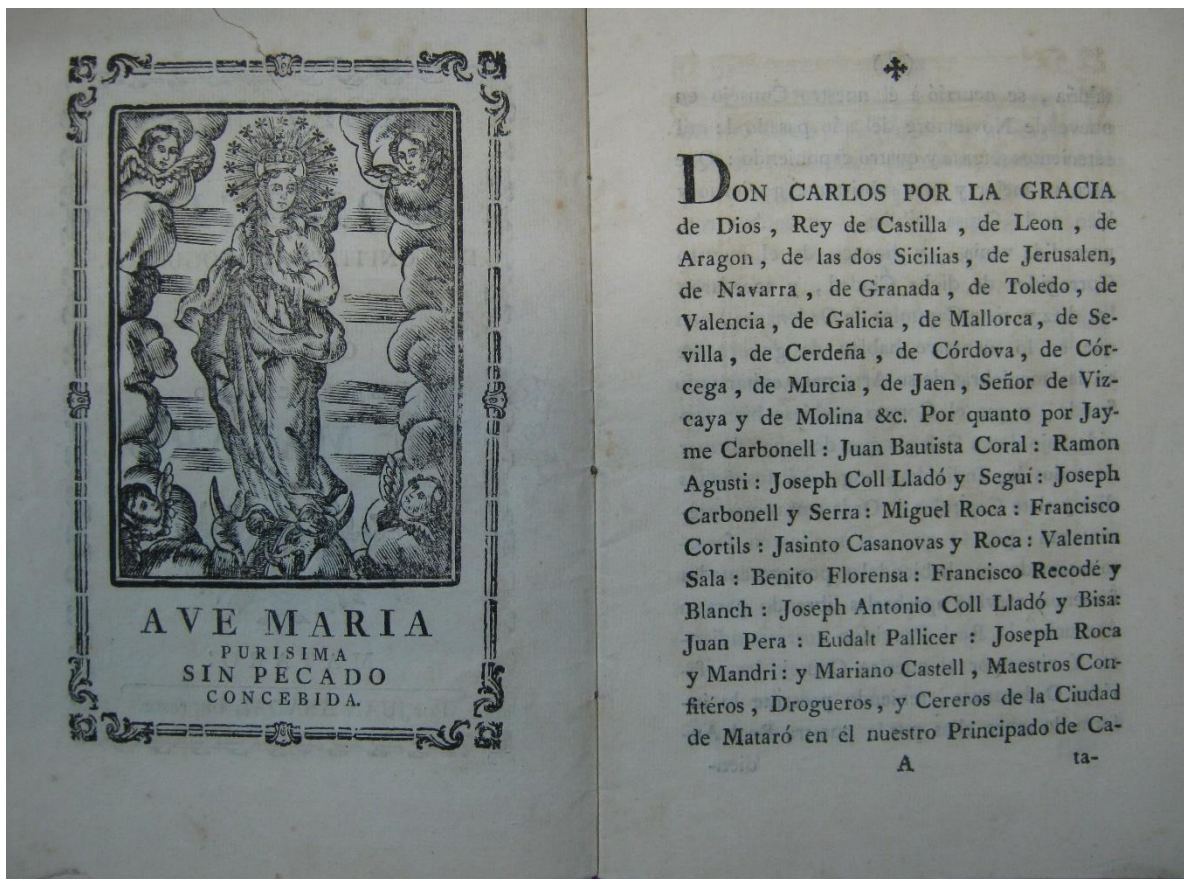 AVE MARIA
PURISIMA
SIN PECADO
CONCEBIDA.
DON CARLOS POR LA GRACIA
de Dios , Rey de Castilla , de Leon , de
Aragon , de las dos Sicilias , de Jerusalen,
de Navarra , de Granada , de Toledo , de
Valencia , de Galicia , de Mallorca , de Se-
villa , de Cerdeña , de Córdova , de Cór-
cega , de Murcia , de Jaen , Señor de Viz-
caya y de Molina &c. Por quanto por Jay-
me Carbonell : Juan Bautista Coral : Ramon
Agusti : Joseph Coll Lladó y Seguí : Joseph
Carbonell y Serra : Miguel Roca : Francisco
Cortils : Jasinto Casanovas y Roca : Valentin
Sala : Benito Florensa : Francisco Recodé y
Blanch : Joseph Antonio Coll Lladó y Bisa:
Juan Pera : Eudalt Pallicer : Joseph Roca
y Mandri : y Mariano Castell , Maestros Con-
fitéros , Drogueros , y Cereros de la Ciudad
de Mataró en él nuestro Principado de Ca-
A ta-